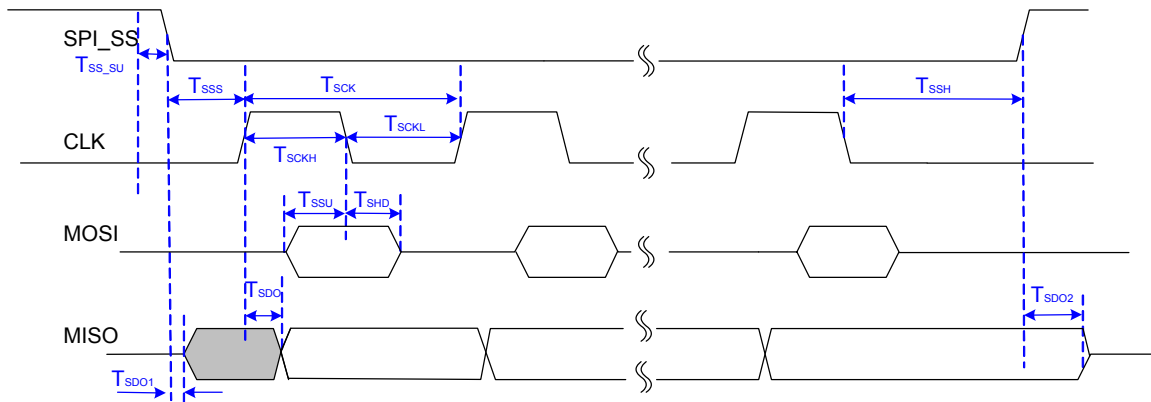 SPI_SS
TSS_SU
TSSS
TSCK
TSSH
TSCKL
CLK
TSCKH
TSSU
TSHD
MOSI
TSDO
TSDO2
MISO
TSDO1